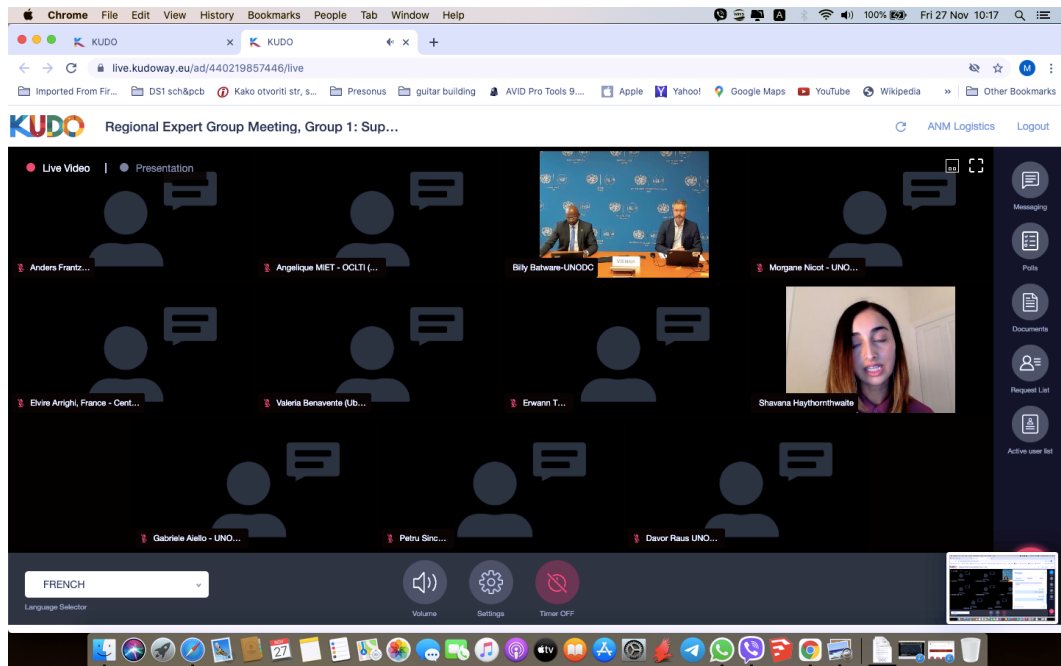 Chrome File Edit View History Bookmarks People Tab Window Help 100% Fri 27 Nov 10:17
KUDO
KUDO
live.kudoway.eu/ad/440219857446/live
M
Imported From Fir... DS1 sch&pcb Kako otvoriti str, s... Presonus guitar building AVID Pro Tools 9.... Apple Yahoo! Google Maps YouTube Wikipedia » Other Bookmarks
KUDO Regional Expert Group Meeting, Group 1: Sup... ANM Logistics Logout
Live Video | Presentation
Messaging
Polls
Documents
Request List
Active user list
Anders Frantz...
Angelique MIET - OCLTI (...
Billy Batware-UNODC
VIENNA
Morgane Nicot - UNO...
Elvire Arrighi, France - Cent...
Valeria Benavente (Ub...
Erwann T...
Shavana Haythornthwaite
Gabriele Aiello - UNO...
Petru Sinc...
Davor Raus UNO...
FRENCH
Language Selector
Volume
Settings
Timer OFF
NOV
27
tv